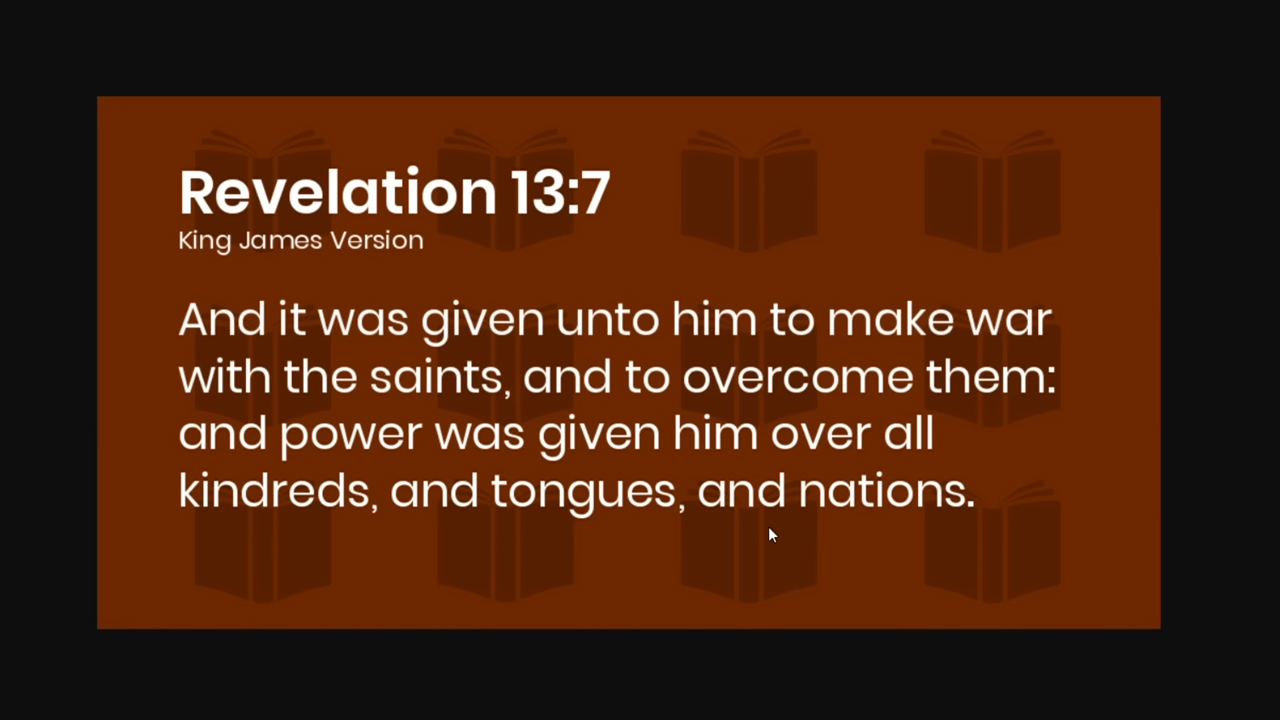 Revelation 13:7
King James Version
And it was given unto him to make war
with the saints, and to overcome them:
and power was given him over all
kindreds, and tongues, and nations.